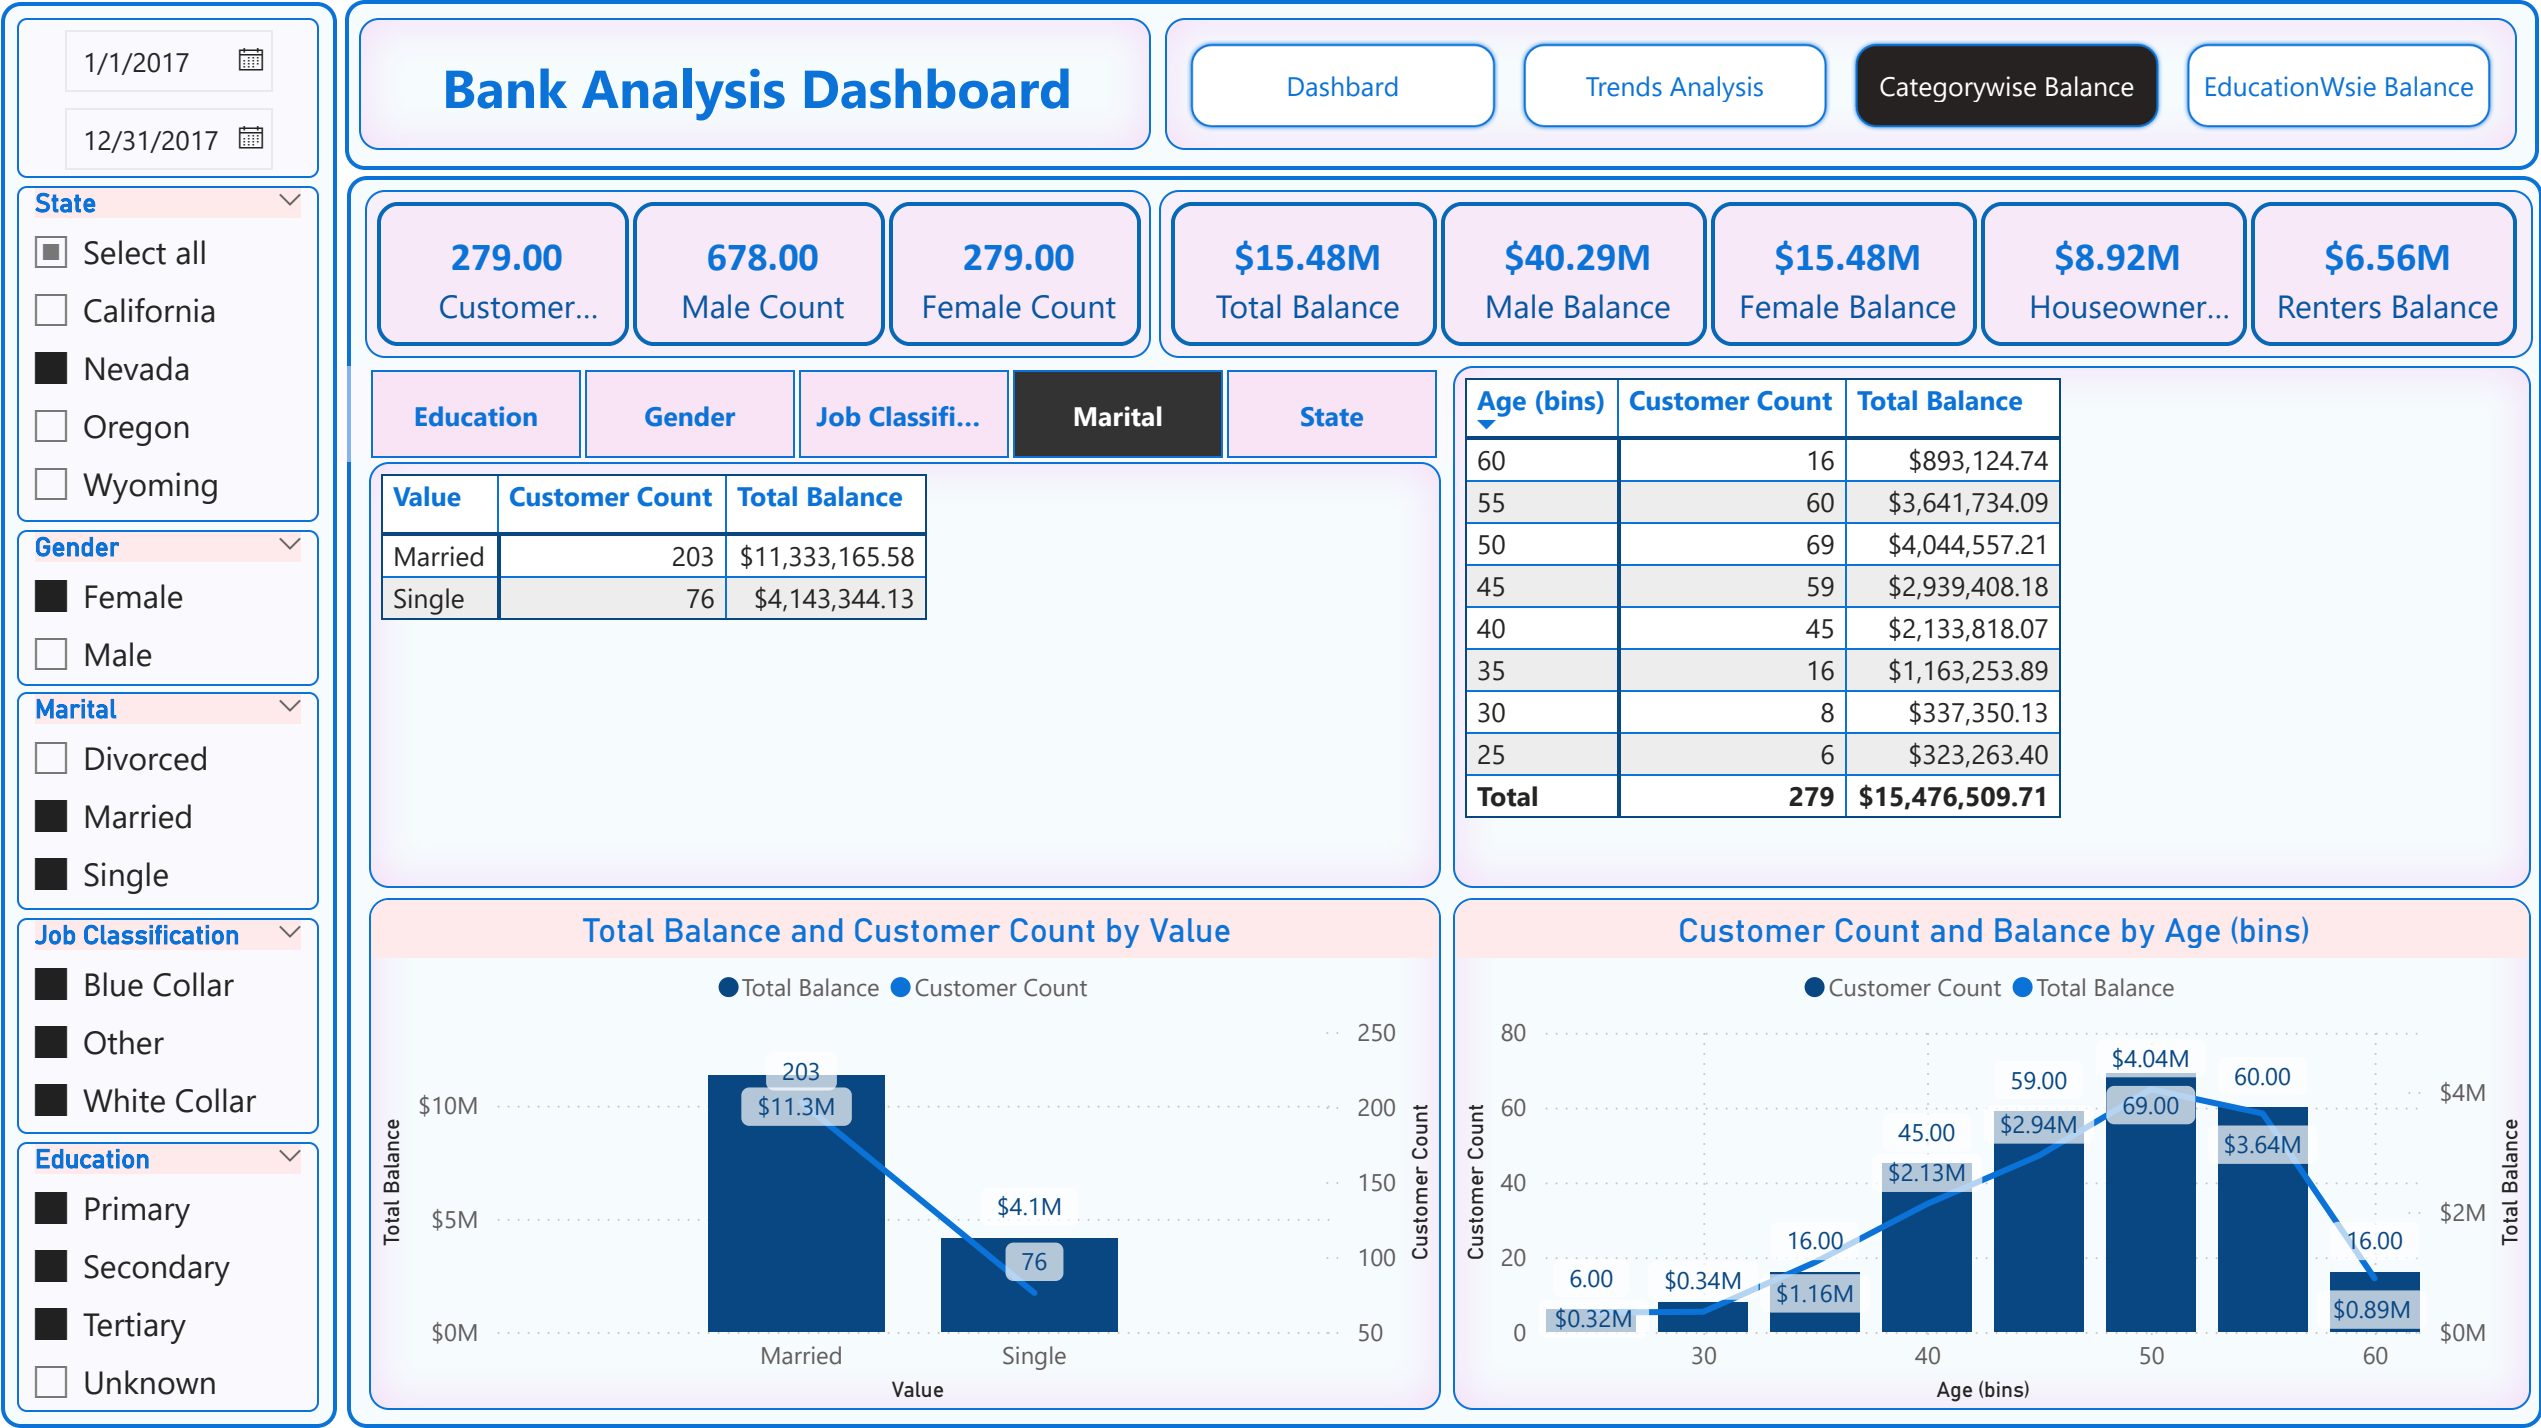 1/1/2017
12/31/2017
State
Select all
California
Nevada
Oregon
Wyoming
Gender
Female
Male
Marital
Divorced
Married
Single
Job Classification
Blue Collar
Other
White Collar
Education
Primary
Secondary
Tertiary
Unknown
Bank Analysis Dashboard
Dashbard
Trends Analysis
Categorywise Balance
EducationWsie Balance
279.00
Customer...
678.00
Male Count
279.00
Female Count
$15.48M
Total Balance
$40.29M
Male Balance
$15.48M
Female Balance
$8.92M
Houseowner...
$6.56M
Renters Balance
Education
Gender
Job Classifi...
Marital
State
Value Customer Count Total Balance
Married 203 $11,333,165.58
Single 76 $4,143,344.13
Age (bins) Customer Count Total Balance
60 16 $893,124.74
55 60 $3,641,734.09
50 69 $4,044,557.21
45 59 $2,939,408.18
40 45 $2,133,818.07
35 16 $1,163,253.89
30 8 $337,350.13
25 6 $323,263.40
Total 279 $15,476,509.71
Total Balance and Customer Count by Value
Total Balance Customer Count
Total Balance
$10M
$5M
$0M
203
$11.3M
$4.1M
76
250
200
150
100
50
Customer Count
Married Single
Value
Customer Count and Balance by Age (bins)
Customer Count Total Balance
Customer Count
80
60
40
20
0
6.00
$0.32M
$0.34M
16.00
$1.16M
45.00
$2.13M
59.00
$2.94M
$4.04M
69.00
60.00
$3.64M
16.00
$0.89M
$4M
$2M
$0M
Total Balance
30 40 50 60
Age (bins)